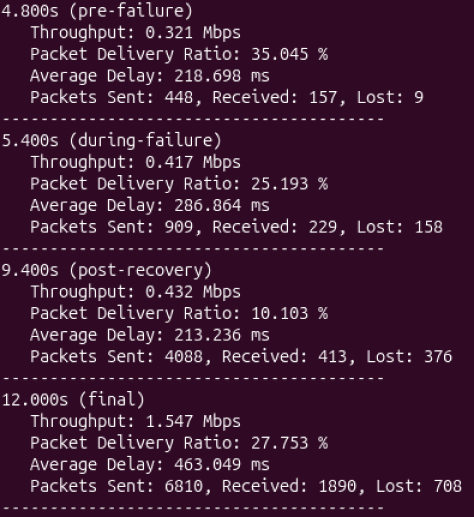 4.800s (pre-failure)
Throughput: 0.321 Mbps
Packet Delivery Ratio: 35.045 %
Average Delay: 218.698 ms
Packets Sent: 448, Received: 157, Lost: 9
----------------------------------------
5.400s (during-failure)
Throughput: 0.417 Mbps
Packet Delivery Ratio: 25.193 %
Average Delay: 286.864 ms
Packets Sent: 909, Received: 229, Lost: 158
----------------------------------------
9.400s (post-recovery)
Throughput: 0.432 Mbps
Packet Delivery Ratio: 10.103 %
Average Delay: 213.236 ms
Packets Sent: 4088, Received: 413, Lost: 376
----------------------------------------
12.000s (final)
Throughput: 1.547 Mbps
Packet Delivery Ratio: 27.753 %
Average Delay: 463.049 ms
Packets Sent: 6810, Received: 1890, Lost: 708
----------------------------------------